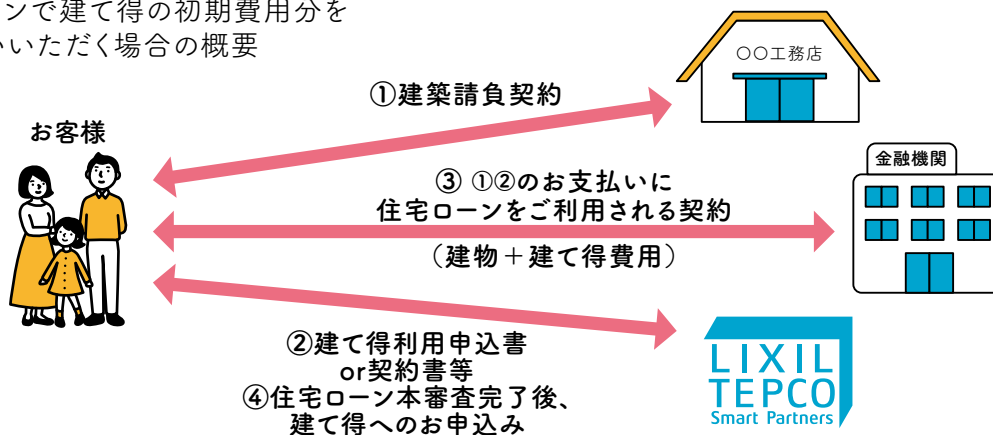 ンで建て得の初期費用分を
いただく場合の概要
〇〇工務店
①建築請負契約
お客様
金融機関
③ ①②のお支払いに
住宅ローンをご利用される契約
（建物＋建て得費用）
②建て得利用申込書
or契約書等
④住宅ローン本審査完了後、
建て得へのお申込み
LIXIL
TEPCO
Smart Partners